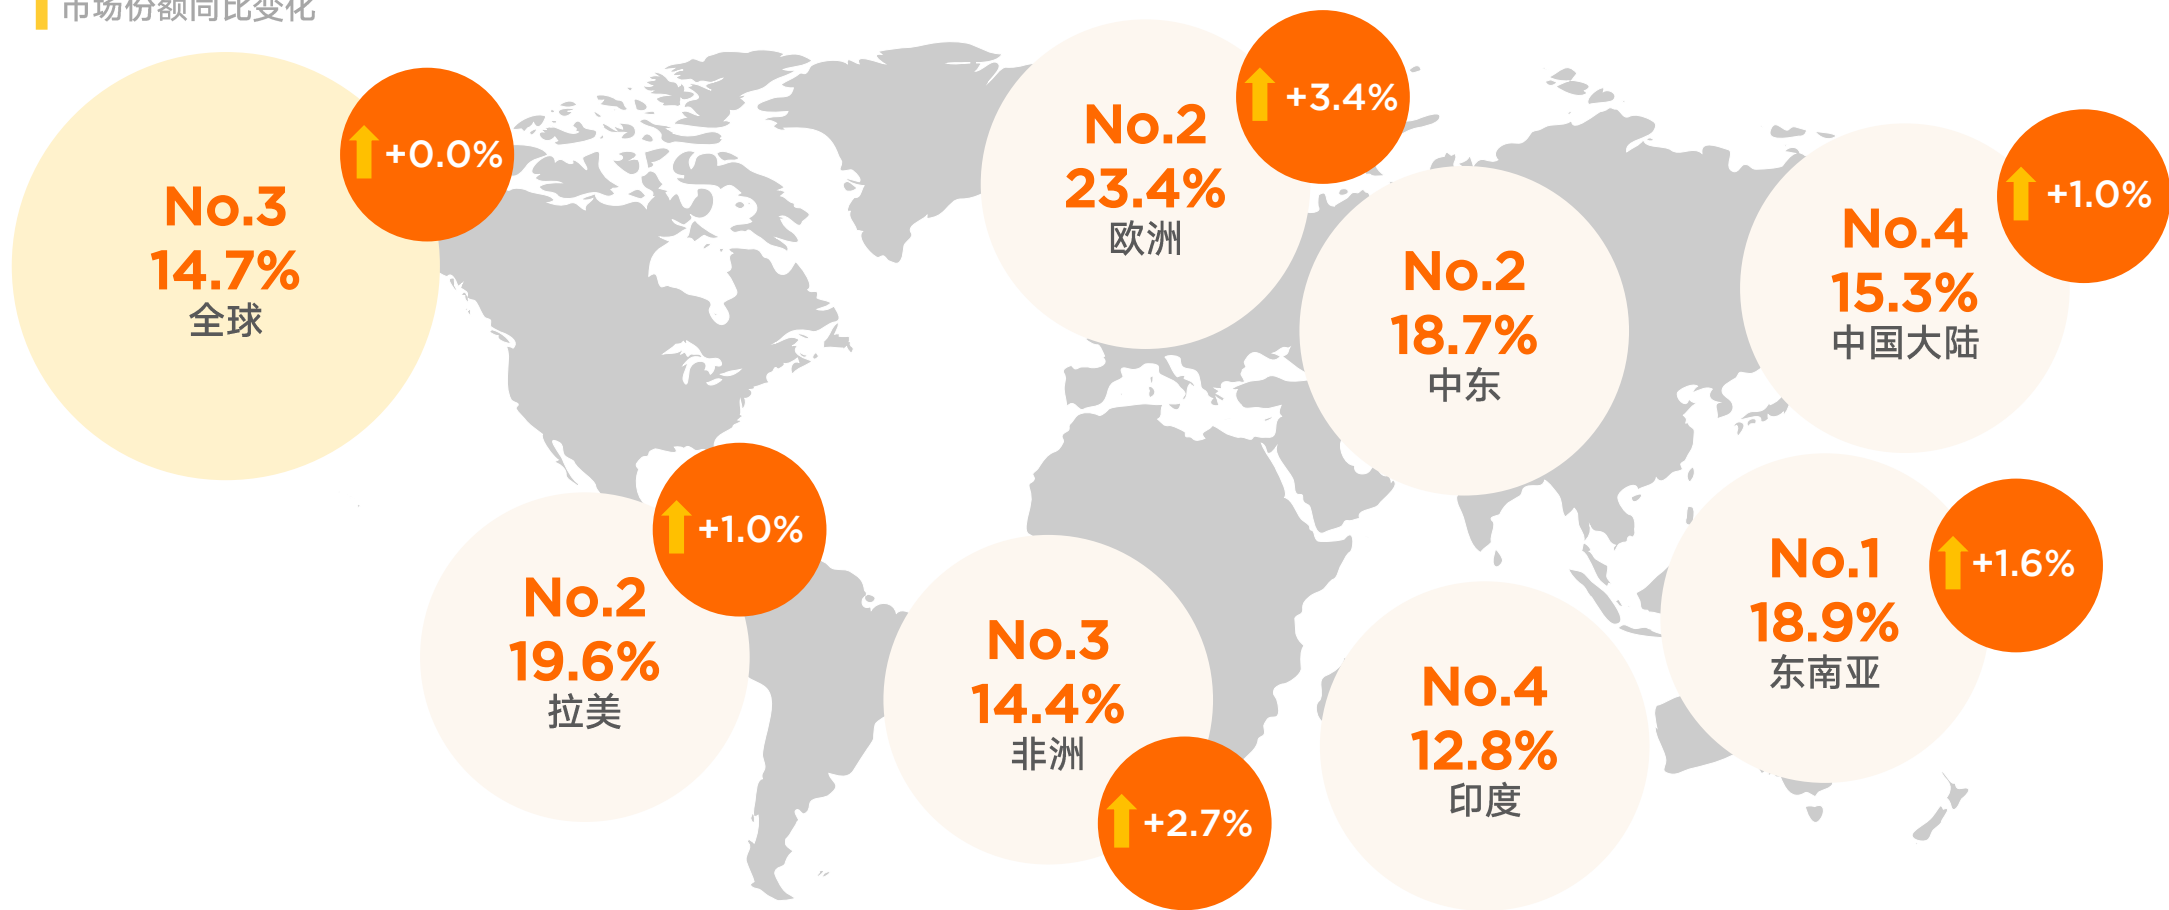 市场份额同比变化
No.3
14.7%
全球
+0.0%
No.2
23.4%
欧洲
+3.4%
No.2
18.7%
中东
No.4
15.3%
中国大陆
+1.0%
No.2
19.6%
拉美
+1.0%
No.3
14.4%
非洲
+2.7%
No.4
12.8%
印度
No.1
18.9%
东南亚
+1.6%